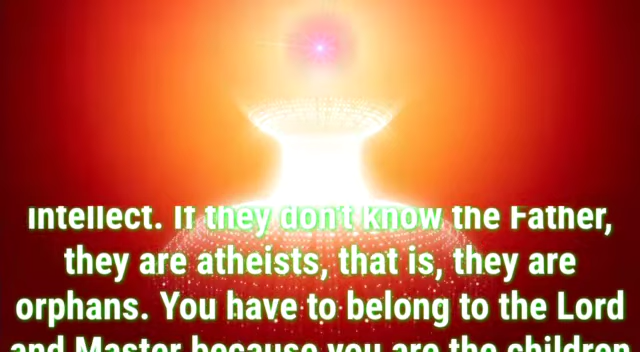 intellect. If they don't know the Father,
they are atheists, that is, they are
orphans. You have to belong to the Lord
and Master because you are the children